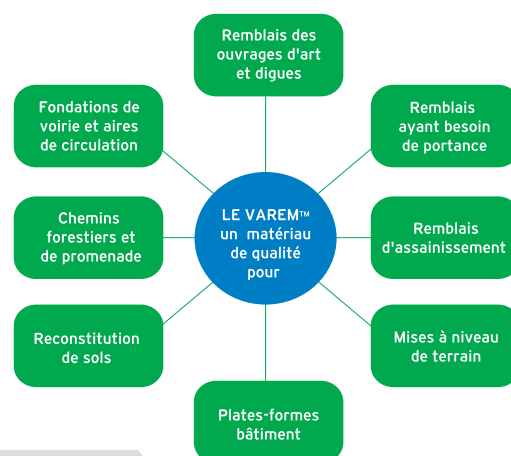 Remblais des
ouvrages d'art
et digues
Fondations de
voirie et aires
de circulation
Remblais
ayant besoin
de portance
LE VAREM™
un matériau
de qualité
pour
Chemins
forestiers et
de promenade
Remblais
d'assainissement
Reconstitution
de sols
Mises à niveau
de terrain
Plates-formes
bâtiment